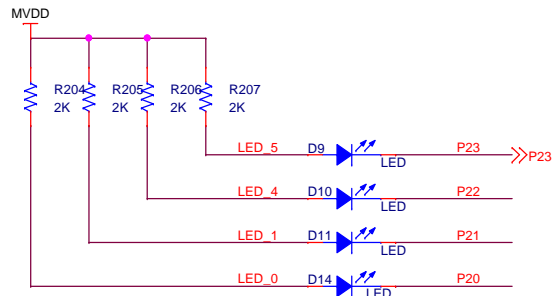 MVDD
R204 R205 R206 R207
2K 2K 2K 2K
LED_5 D9 LED P23 P23
LED_4 D10 LED P22
LED_1 D11 LED P21
LED_0 D14 LED P20